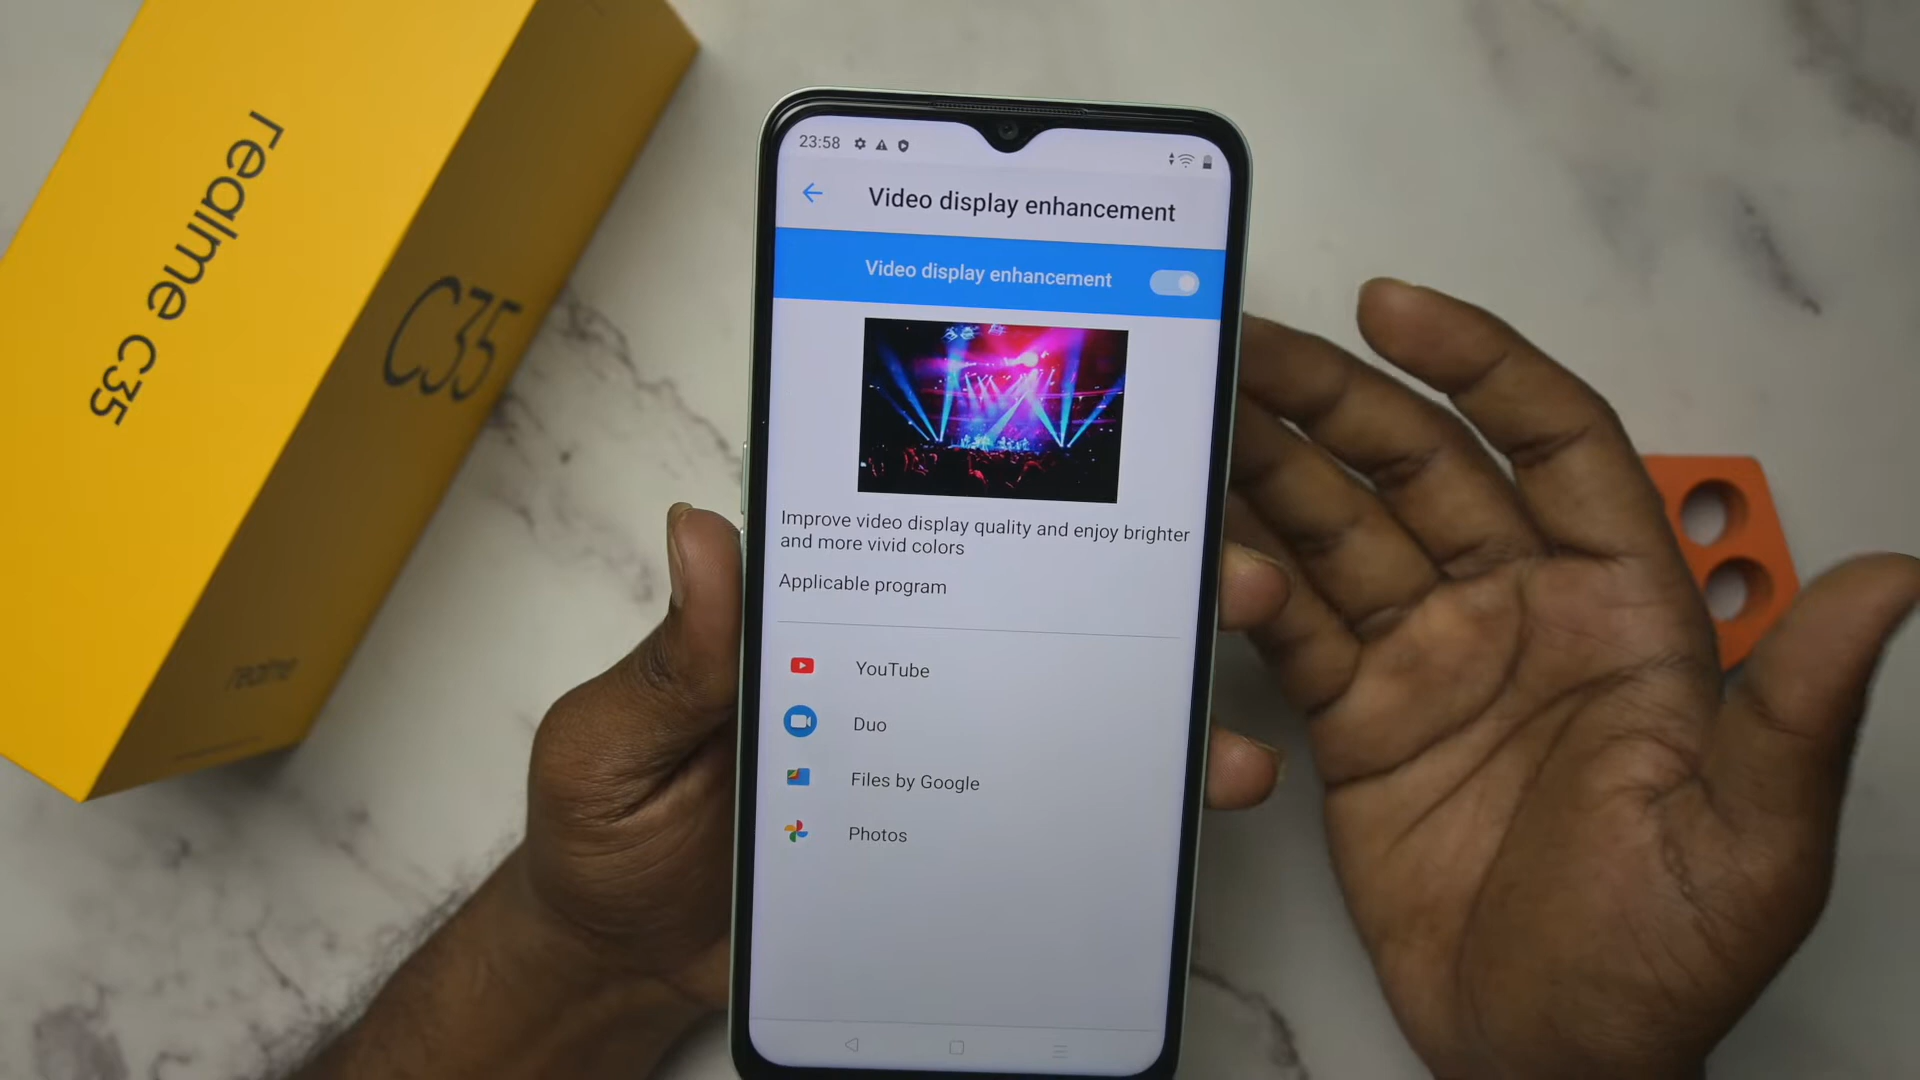 realme C35
C35
realme
23:58
Video display enhancement
Video display enhancement
Improve video display quality and enjoy brighter
and more vivid colors
Applicable program
YouTube
Duo
Files by Google
Photos